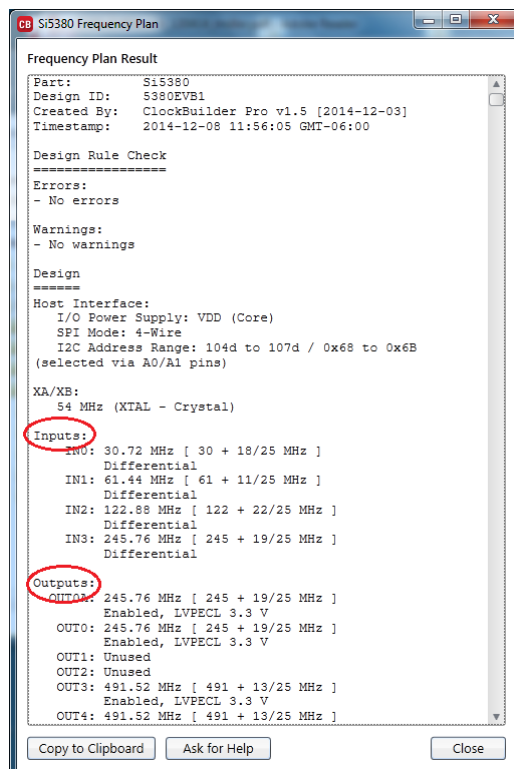 CB Si5380 Frequency Plan
Frequency Plan Result
Part: Si5380
Design ID: 5380EVB1
Created By: ClockBuilder Pro v1.5 [2014-12-03]
Timestamp: 2014-12-08 11:56:05 GMT-06:00
Design Rule Check
=================
Errors:
- No errors
Warnings:
- No warnings
Design
======
Host Interface:
I/O Power Supply: VDD (Core)
SPI Mode: 4-Wire
I2C Address Range: 104d to 107d / 0x68 to 0x6B
(selected via A0/A1 pins)
XA/XB:
54 MHz (XTAL - Crystal)
Inputs:
IN0: 30.72 MHz [ 30 + 18/25 MHz ]
Differential
IN1: 61.44 MHz [ 61 + 11/25 MHz ]
Differential
IN2: 122.88 MHz [ 122 + 22/25 MHz ]
Differential
IN3: 245.76 MHz [ 245 + 19/25 MHz ]
Differential
Outputs:
OUT0A: 245.76 MHz [ 245 + 19/25 MHz ]
Enabled, LVPECL 3.3 V
OUT0: 245.76 MHz [ 245 + 19/25 MHz ]
Enabled, LVPECL 3.3 V
OUT1: Unused
OUT2: Unused
OUT3: 491.52 MHz [ 491 + 13/25 MHz ]
Enabled, LVPECL 3.3 V
OUT4: 491.52 MHz [ 491 + 13/25 MHz ]
Copy to Clipboard Ask for Help Close